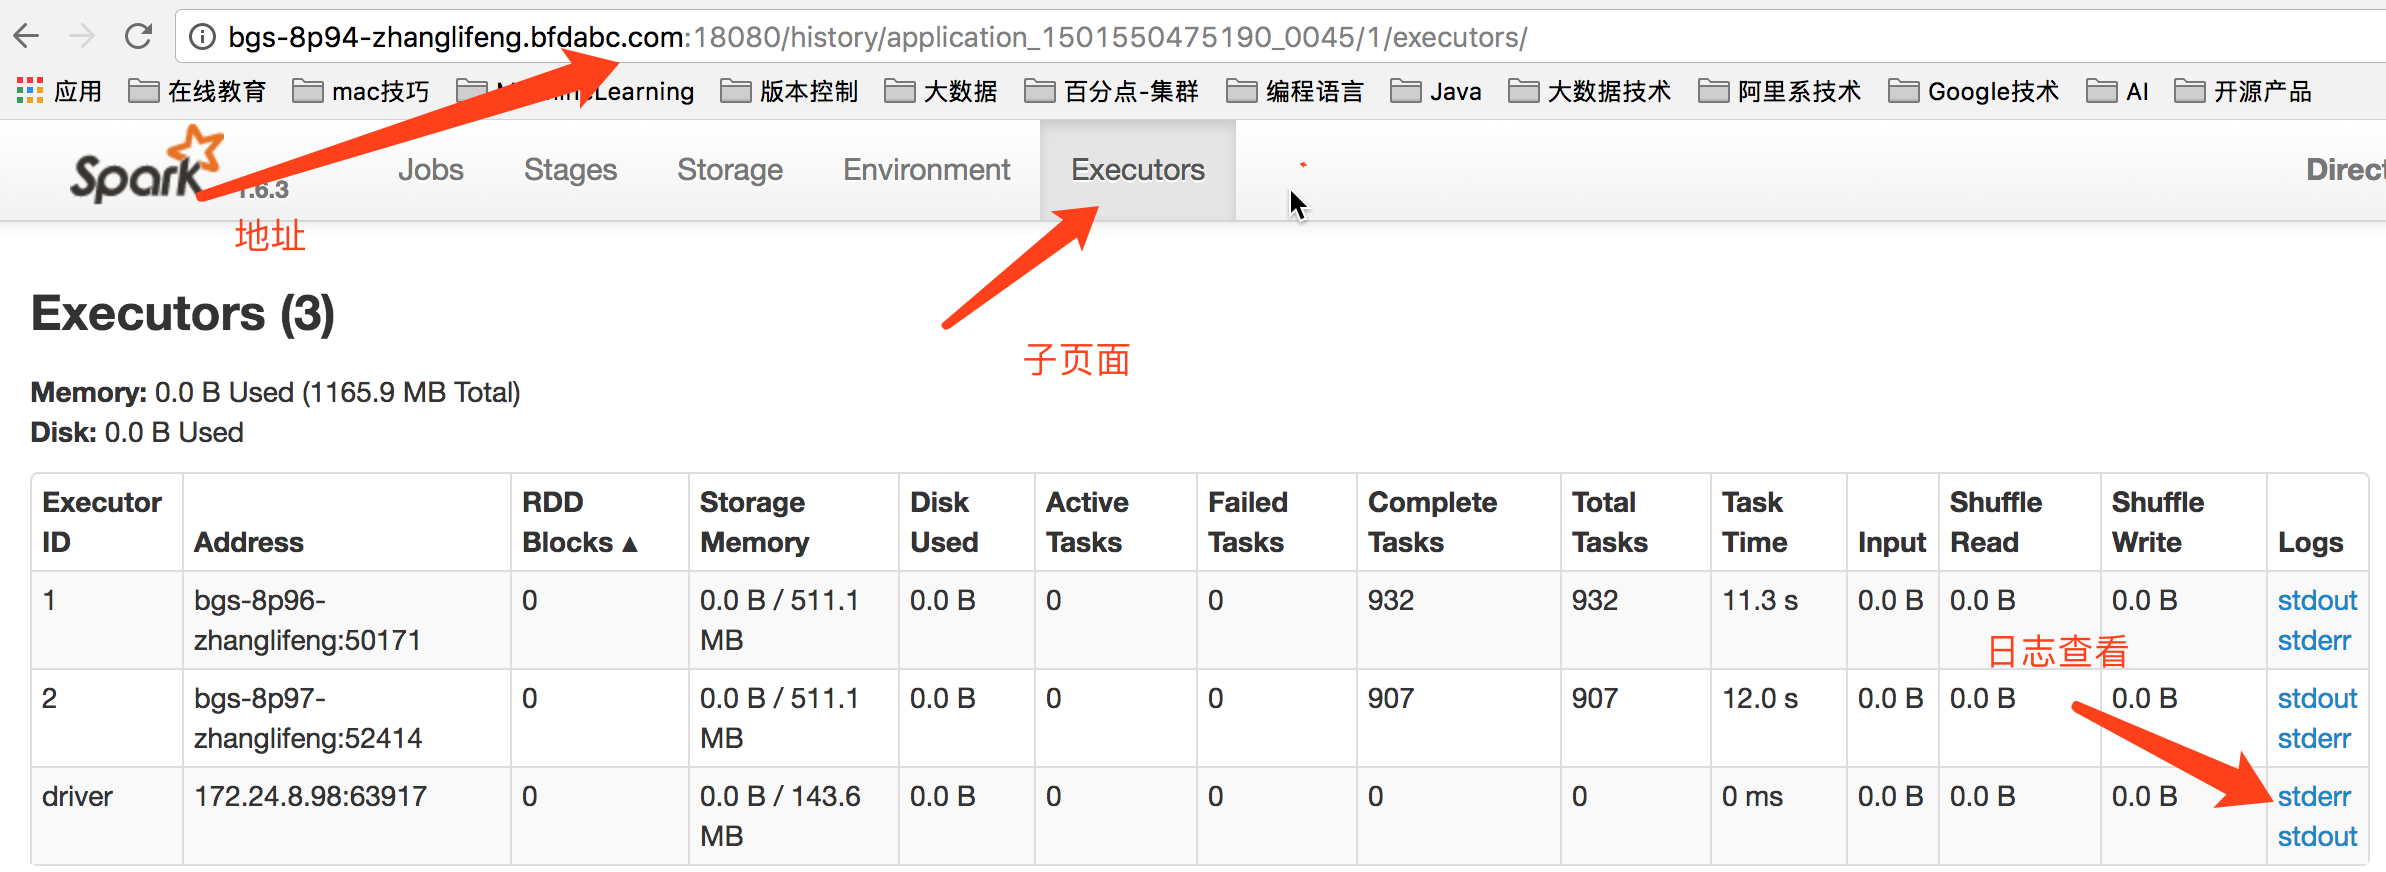 bgs-8p94-zhanglifeng.bfdabc.com:18080/history/application_1501550475190_0045/1/executors/
应用 在线教育 mac技巧 版本控制 大数据 百分点-集群 编程语言 Java 大数据技术 阿里系技术 Google技术 AI 开源产品
Spark 1.6.3 Jobs Stages Storage Environment Executors Direct
地址
Executors (3)
子页面
Memory: 0.0 B Used (1165.9 MB Total)
Disk: 0.0 B Used
Executor ID Address RDD Blocks ▲ Storage Memory Disk Used Active Tasks Failed Tasks Complete Tasks Total Tasks Task Time Input Shuffle Read Shuffle Write Logs
1 bgs-8p96-zhanglifeng:50171 0 0.0 B / 511.1 MB 0.0 B 0 0 932 932 11.3 s 0.0 B 0.0 B 0.0 B stdout stderr
日志查看
2 bgs-8p97-zhanglifeng:52414 0 0.0 B / 511.1 MB 0.0 B 0 0 907 907 12.0 s 0.0 B 0.0 B 0.0 B stdout stderr
driver 172.24.8.98:63917 0 0.0 B / 143.6 MB 0.0 B 0 0 0 0 0 ms 0.0 B 0.0 B 0.0 B stderr stdout